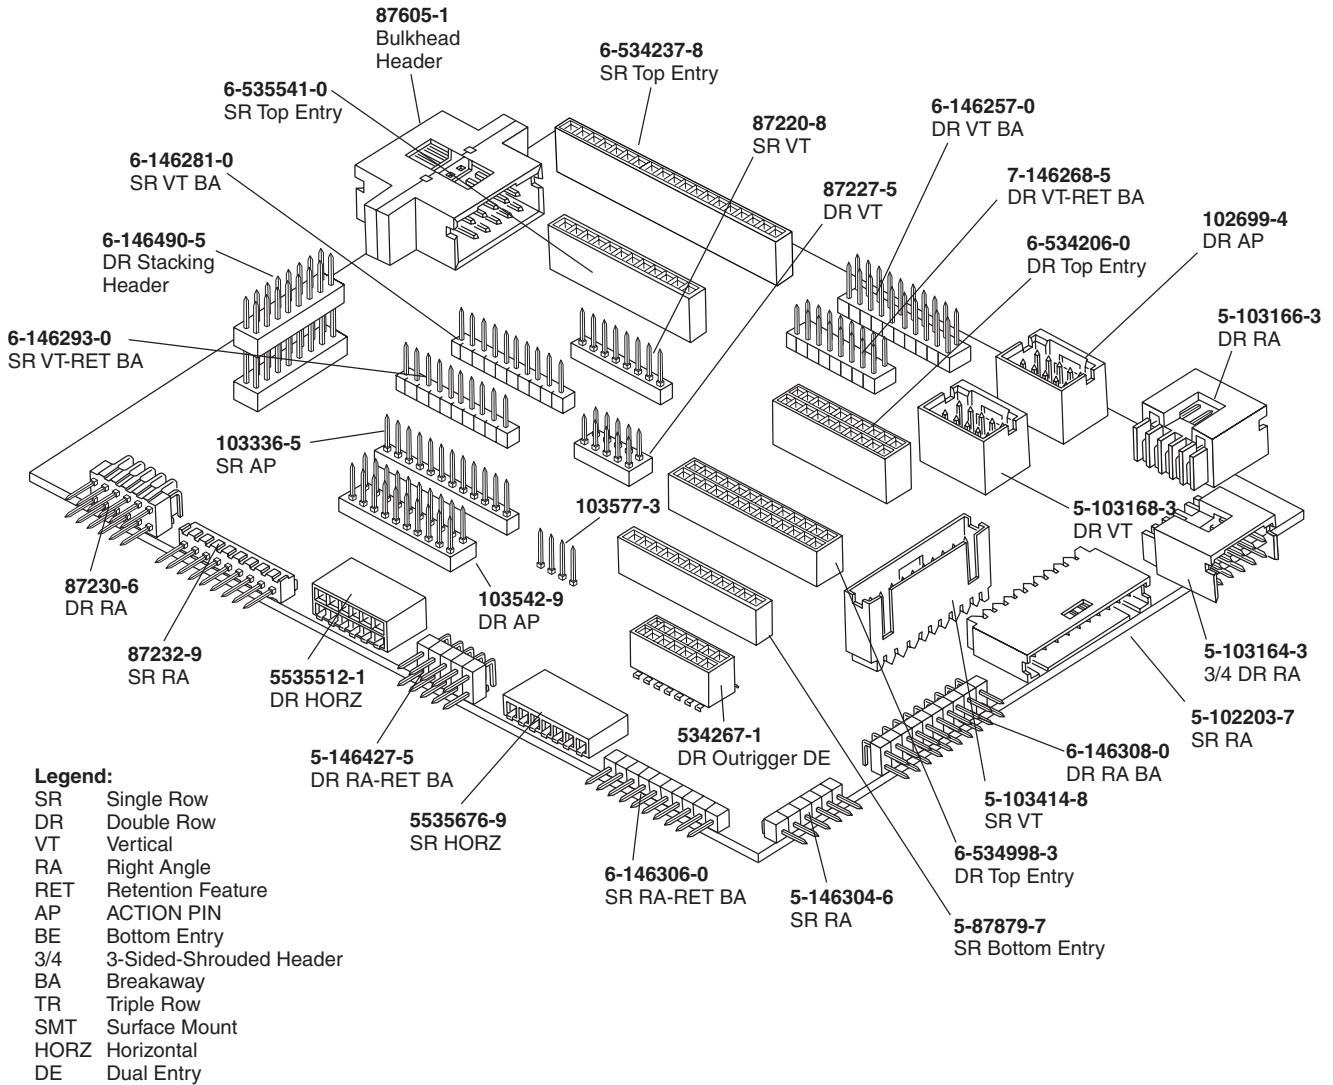 87605-1
Bulkhead
Header
6-534237-8
SR Top Entry
6-535541-0
SR Top Entry
6-146257-0
DR VT BA
87220-8
SR VT
6-146281-0
SR VT BA
7-146268-5
DR VT-RET BA
87227-5
DR VT
102699-4
DR AP
6-146490-5
DR Stacking
Header
6-534206-0
DR Top Entry
5-103166-3
DR RA
6-146293-0
SR VT-RET BA
103336-5
SR AP
103577-3
5-103168-3
DR VT
87230-6
DR RA
103542-9
DR AP
87232-9
SR RA
5535512-1
DR HORZ
5-103164-3
3/4 DR RA
534267-1
DR Outrigger DE
5-102203-7
SR RA
5-146427-5
DR RA-RET BA
6-146308-0
DR RA BA
5-103414-8
SR VT
5535676-9
SR HORZ
6-534998-3
DR Top Entry
6-146306-0
SR RA-RET BA
5-146304-6
SR RA
5-87879-7
SR Bottom Entry
Legend:
SR Single Row
DR Double Row
VT Vertical
RA Right Angle
RET Retention Feature
AP ACTION PIN
BE Bottom Entry
3/4 3-Sided-Shrouded Header
BA Breakaway
TR Triple Row
SMT Surface Mount
HORZ Horizontal
DE Dual Entry